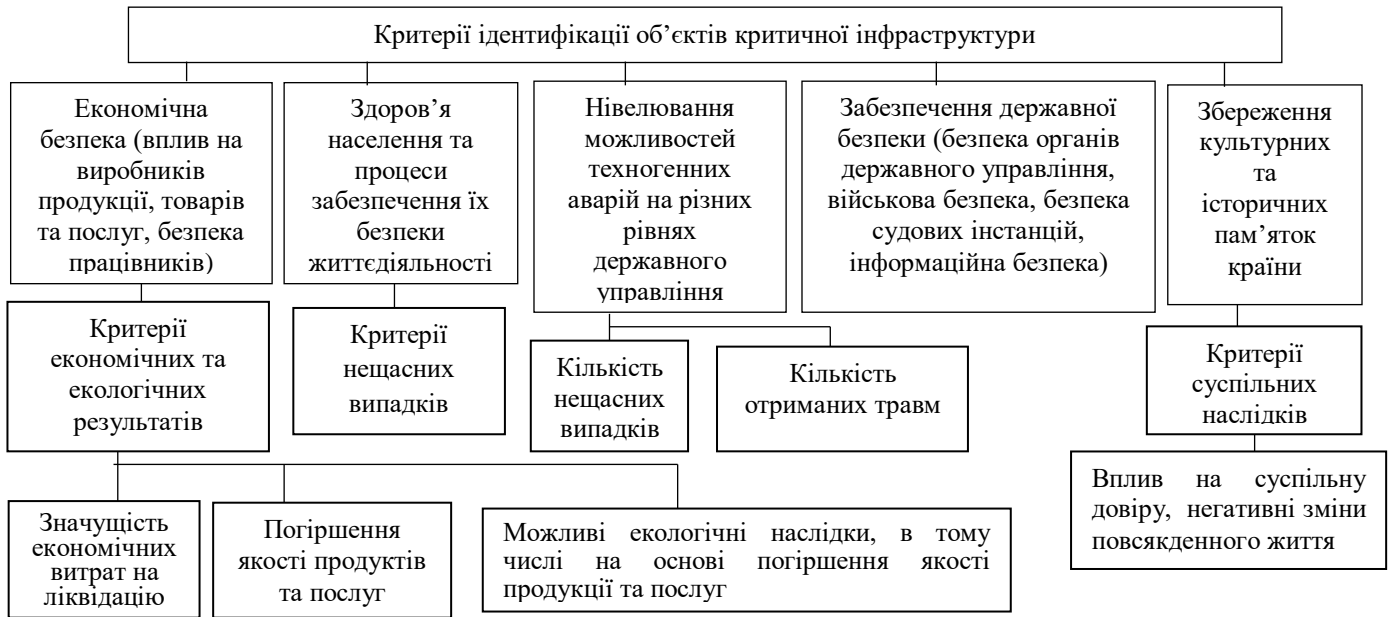 Критерії ідентифікації об’єктів критичної інфраструктури
Економічна
безпека (вплив на
виробників
продукції, товарів
та послуг, безпека
працівників)
Здоров’я
населення та
процеси
забезпечення їх
безпеки
життєдіяльності
Нівелювання
можливостей
техногенних
аварій на різних
рівнях
державного
управління
Забезпечення державної
безпеки (безпека органів
державного управління,
військова безпека, безпека
судових інстанцій,
інформаційна безпека)
Збереження
культурних
та
історичних
пам’яток
країни
Критерії
економічних та
екологічних
результатів
Критерії
нещасних
випадків
Кількість
нещасних
випадків
Кількість
отриманих травм
Критерії
суспільних
наслідків
Значущість
економічних
витрат на
ліквідацію
Погіршення
якості продуктів
та послуг
Можливі екологічні наслідки, в тому
числі на основі погіршення якості
продукції та послуг
Вплив на суспільну
довіру, негативні зміни
повсякденного життя